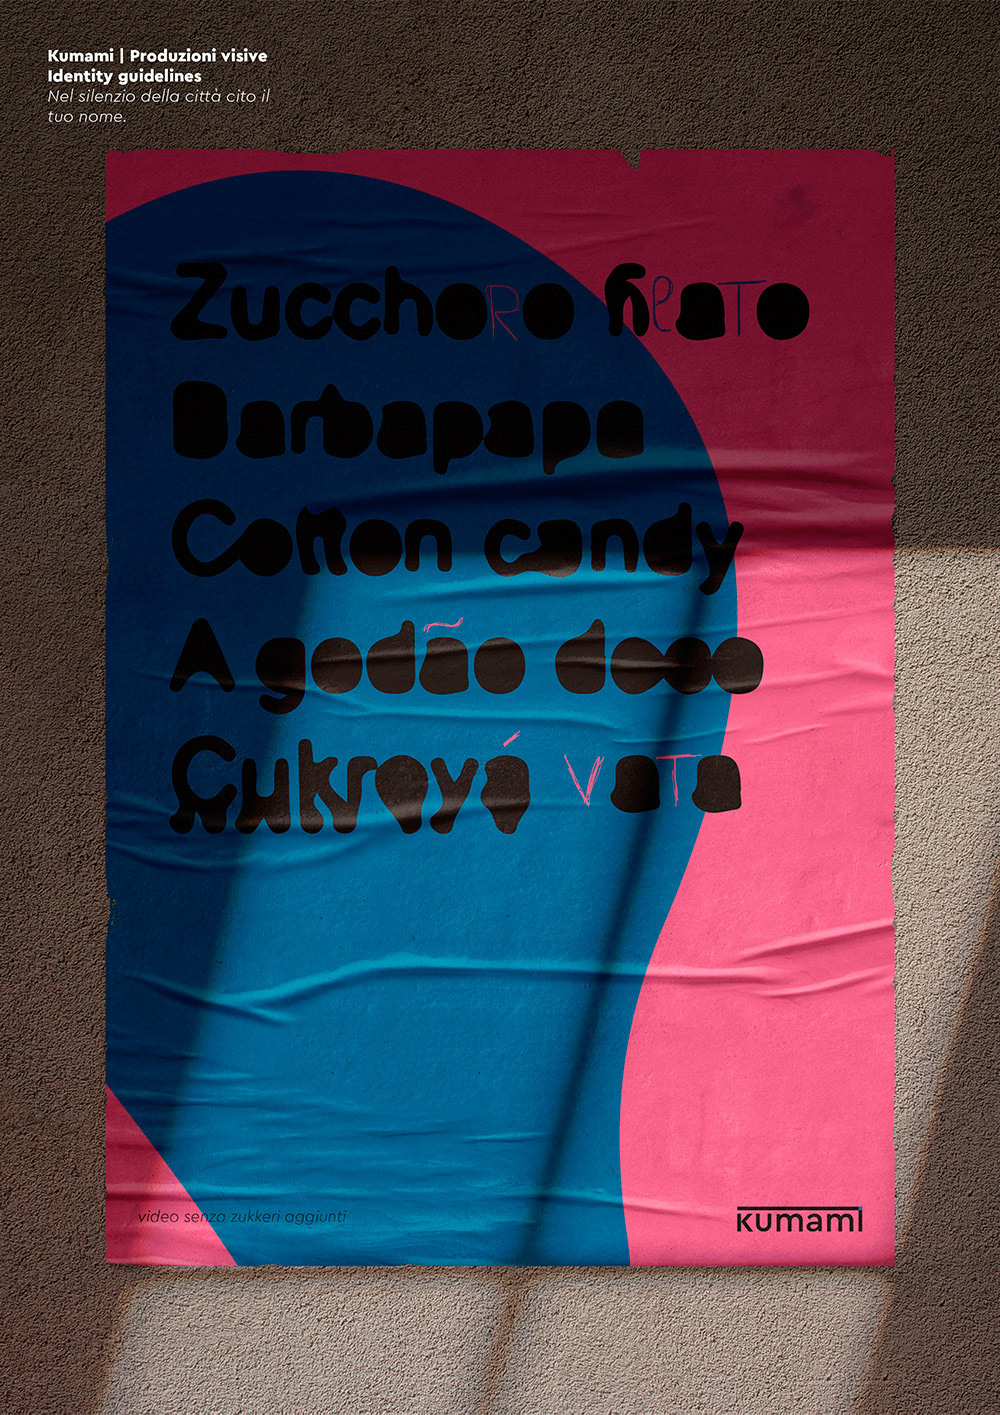 Kumami | Produzioni visive
Identity guidelines
Nel silenzio della città cito il
tuo nome.
ZuccheRo filaTo
Barbapapa
Cotton candy
A godão doce
Cukrová vaTa
video senza zukkeri aggiunti
kumami